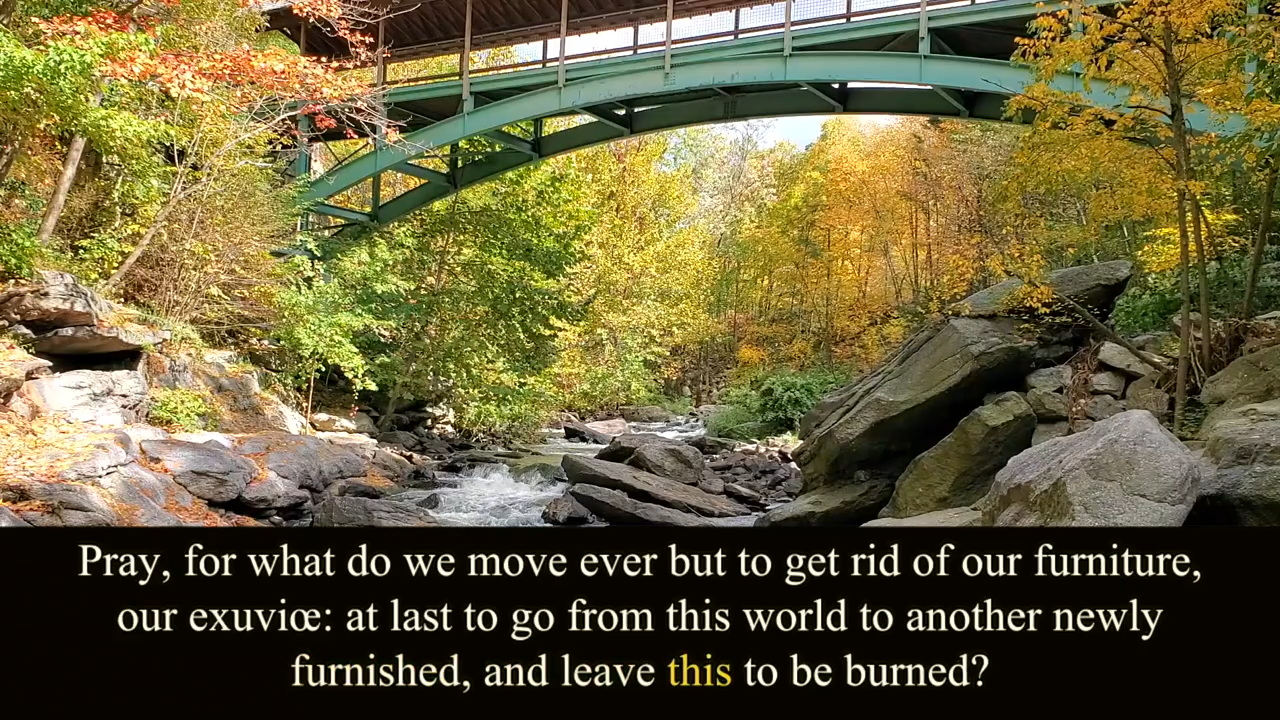 Pray, for what do we move ever but to get rid of our furniture,
our exuviœ: at last to go from this world to another newly
furnished, and leave this to be burned?